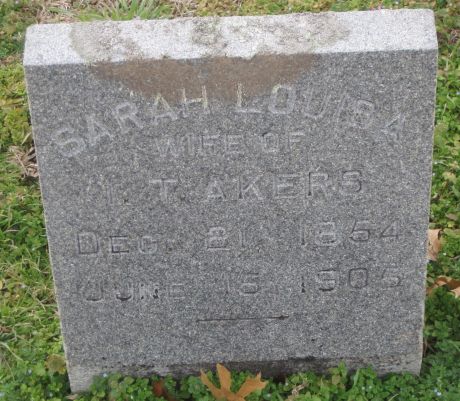 SARAH LOUISA
WIFE OF
I. T. AKERS
DEC. 21, 1854
JUNE 15, 1905